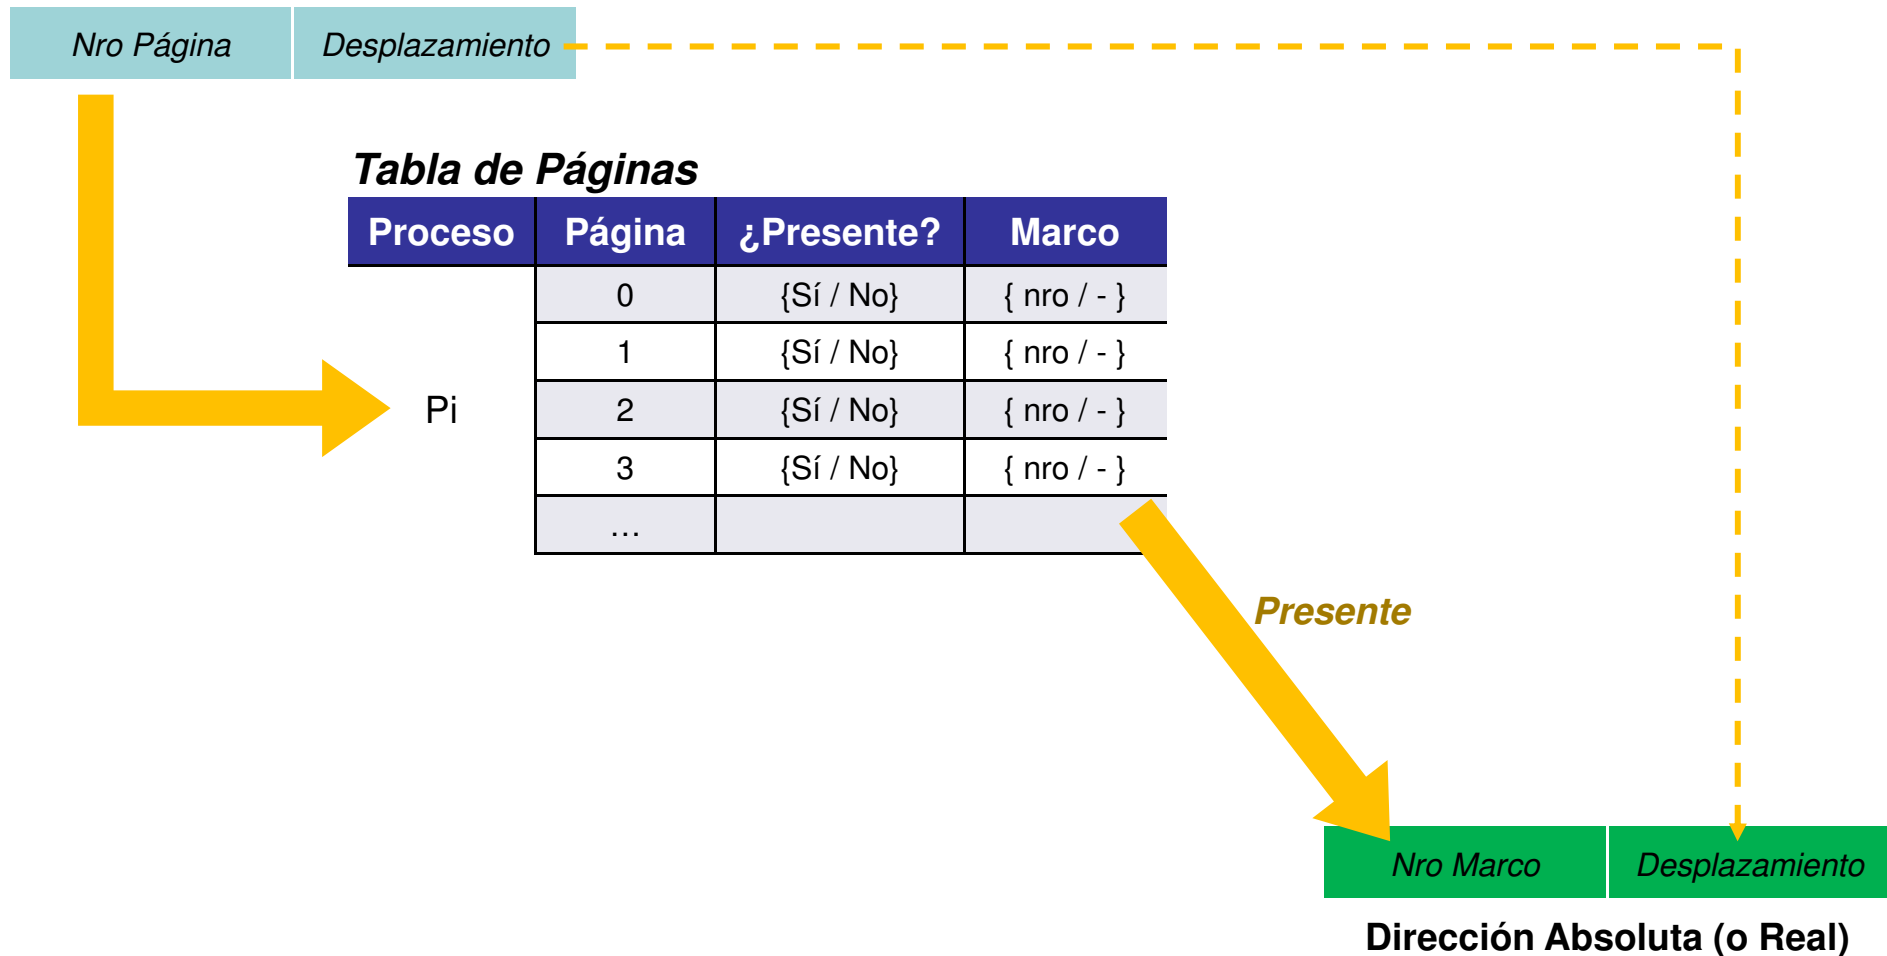 Nro Página Desplazamiento
Tabla de Páginas
Proceso Página ¿Presente? Marco
0 {Sí / No} { nro / - }
1 {Sí / No} { nro / - }
Pi 2 {Sí / No} { nro / - }
3 {Sí / No} { nro / - }
…
Presente
Nro Marco Desplazamiento
Dirección Absoluta (o Real)